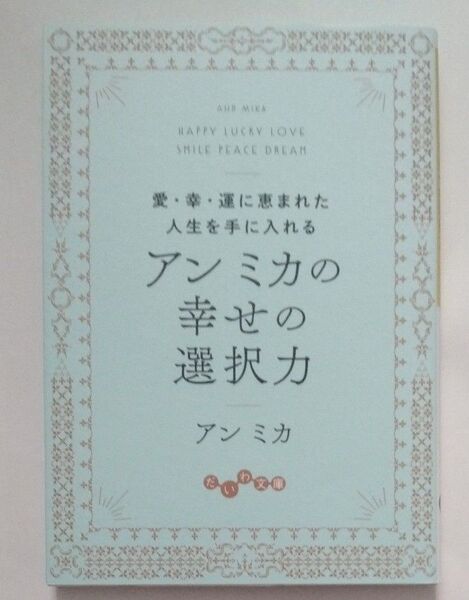 AHN MIKA
HAPPY LUCKY LOVE
SMILE PEACE DREAM
愛・幸・運に恵まれた
人生を手に入れる
アン ミカの
幸せの
選択力
アン ミカ
だいわ文庫